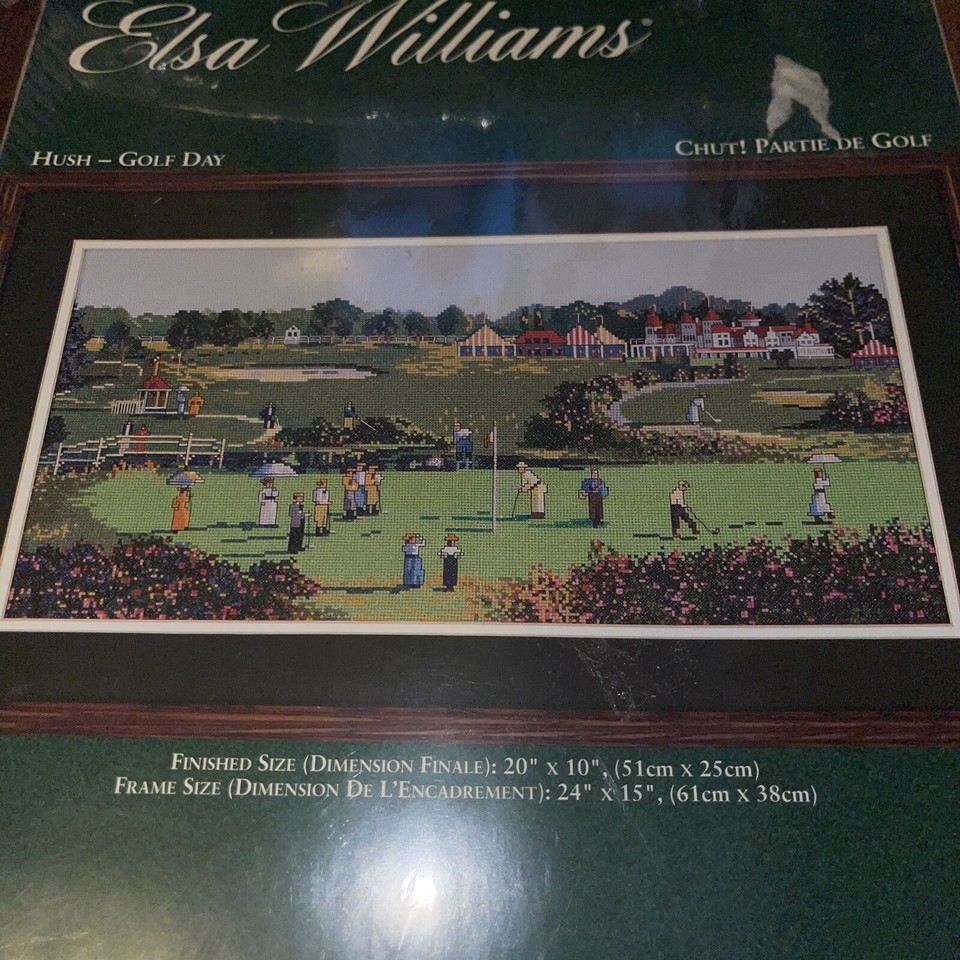 Elsa Williams
Hush – Golf Day
Chut! Partie de Golf
Finished Size (Dimension Finale): 20" x 10", (51cm x 25cm)
Frame Size (Dimension De L'Encadrement): 24" x 15", (61cm x 38cm)